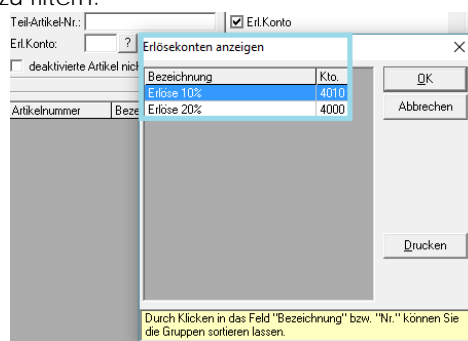 zu filtern.
Teil-Artikel-Nr.:
Erl.Konto
Erl.Konto:
?
Erlösekonten anzeigen
deaktivierte Artikel nich
Bezeichnung Kto.
OK
Erlöse 10% 4010
Artikelnummer Beze
Erlöse 20% 4000
Abbrechen
Drucken
Durch Klicken in das Feld "Bezeichnung" bzw. "Nr." können Sie
die Gruppen sortieren lassen.